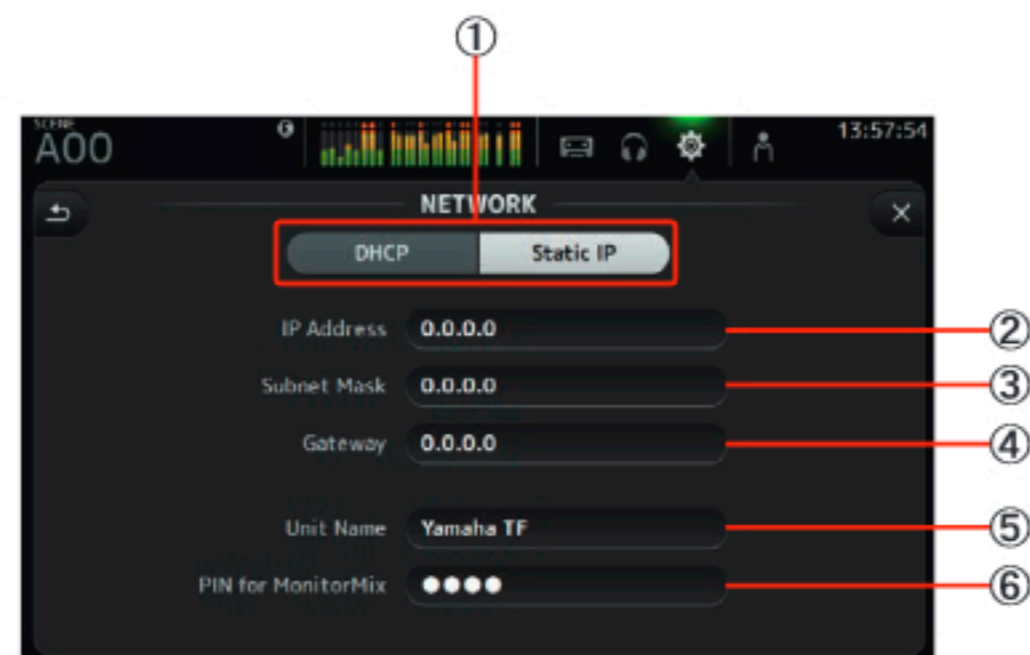 ①
SCENE
A00
13:57:54
NETWORK
DHCP Static IP
IP Address 0.0.0.0 ②
Subnet Mask 0.0.0.0 ③
Gateway 0.0.0.0 ④
Unit Name Yamaha TF ⑤
PIN for MonitorMix ●●●● ⑥